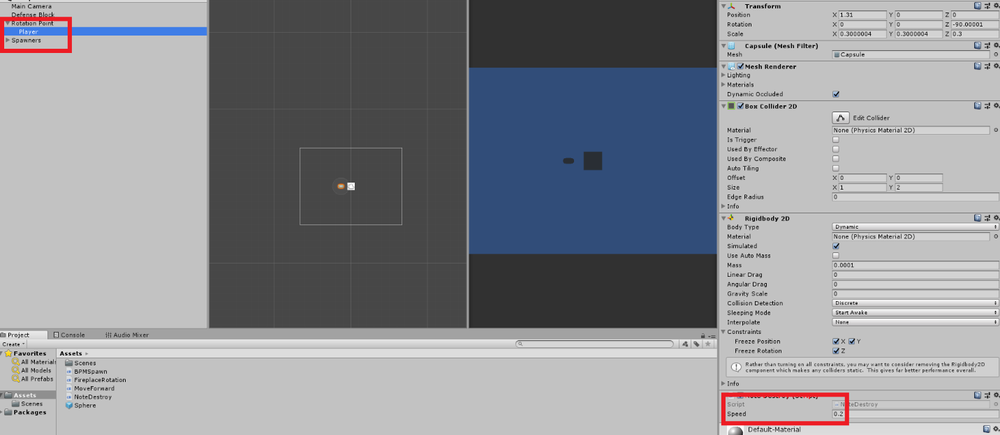 Main Camera
Defense Block
Rotation Point
Player
Spawners
Transform
Position X 1.31 Y 0 Z 0
Rotation X 0 Y 0 Z -90.00001
Scale X 0.3000004 Y 0.3000004 Z 0.3
Capsule (Mesh Filter)
Mesh Capsule
Mesh Renderer
Lighting
Materials
Dynamic Occluded
Box Collider 2D
Edit Collider
Material None (Physics Material 2D)
Is Trigger
Used By Effector
Used By Composite
Auto Tiling
Offset X 0 Y 0
Size X 1 Y 2
Edge Radius 0
Info
Rigidbody 2D
Body Type Dynamic
Material None (Physics Material 2D)
Simulated
Use Auto Mass
Mass 0.0001
Linear Drag 0
Angular Drag 0
Gravity Scale 0
Collision Detection Discrete
Sleeping Mode Start Awake
Interpolate None
Constraints
Freeze Position X Y
Freeze Rotation Z
Rather than turning on all constraints, you may want to consider removing the Rigidbody2D
component which makes any colliders static. This gives far better performance overall.
Info
Note Destroy (Script)
Script NoteDestroy
Speed 0.2
Default-Material
Project Console Audio Mixer
Create
Favorites
All Materials
All Models
All Prefabs
Assets
Scenes
Packages
Assets
Scenes
BPMSpawn
FireplaceRotation
MoveForward
NoteDestroy
Sphere